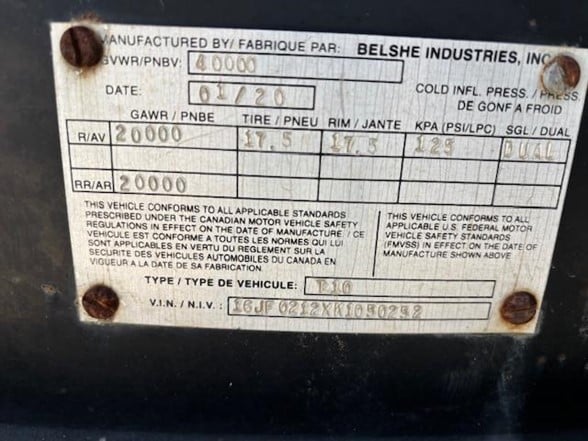 MANUFACTURED BY/ FABRIQUE PAR: BELSHE INDUSTRIES, INC
GVWR/PNBV: 40000
DATE: 01/20
COLD INFL. PRESS. / PRESS
DE GONF A FROID
GAWR / PNBE TIRE / PNEU RIM / JANTE KPA (PSI/LPC) SGL / DUAL
R/AV 20000 17.5 17.5 125 DUAL
RR/AR 20000
THIS VEHICLE CONFORMS TO ALL APPLICABLE STANDARDS
PRESCRIBED UNDER THE CANADIAN MOTOR VEHICLE SAFETY
REGULATIONS IN EFFECT ON THE DATE OF MANUFACTURE / CE
VEHICULE EST CONFORME A TOUTES LES NORMES QUI LUI
SONT APPLICABLES EN VERTU DU REGLEMENT SUR LA
SECURITE DES VEHICULES AUTOMOBILES DU CANADA EN
VIGUEUR A LA DATE DE SA FABRICATION.
THIS VEHICLE CONFORMS TO ALL
APPLICABLE U.S. FEDERAL MOTOR
VEHICLE SAFETY STANDARDS
(FMVSS) IN EFFECT ON THE DATE OF
MANUFACTURE SHOWN ABOVE
TYPE / TYPE DE VEHICULE:
V.I.N. / N.I.V. :